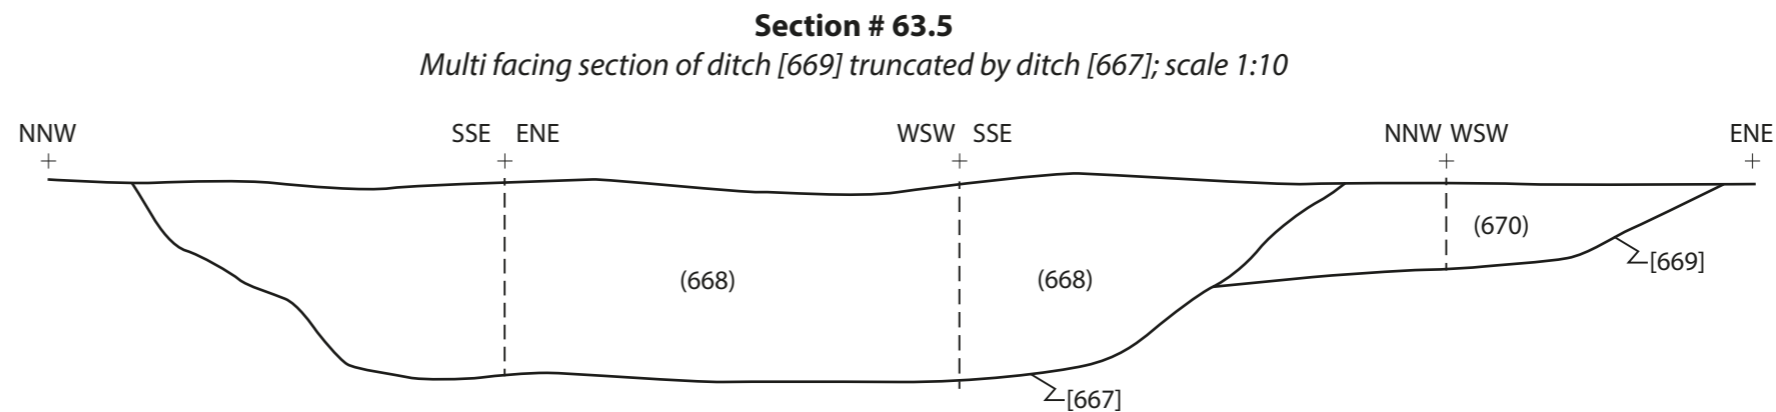 Section # 63.5
Multi facing section of ditch [669] truncated by ditch [667]; scale 1:10
NNW SSE ENE WSW SSE NNW WSW ENE
(670)
[669]
(668) (668)
[667]